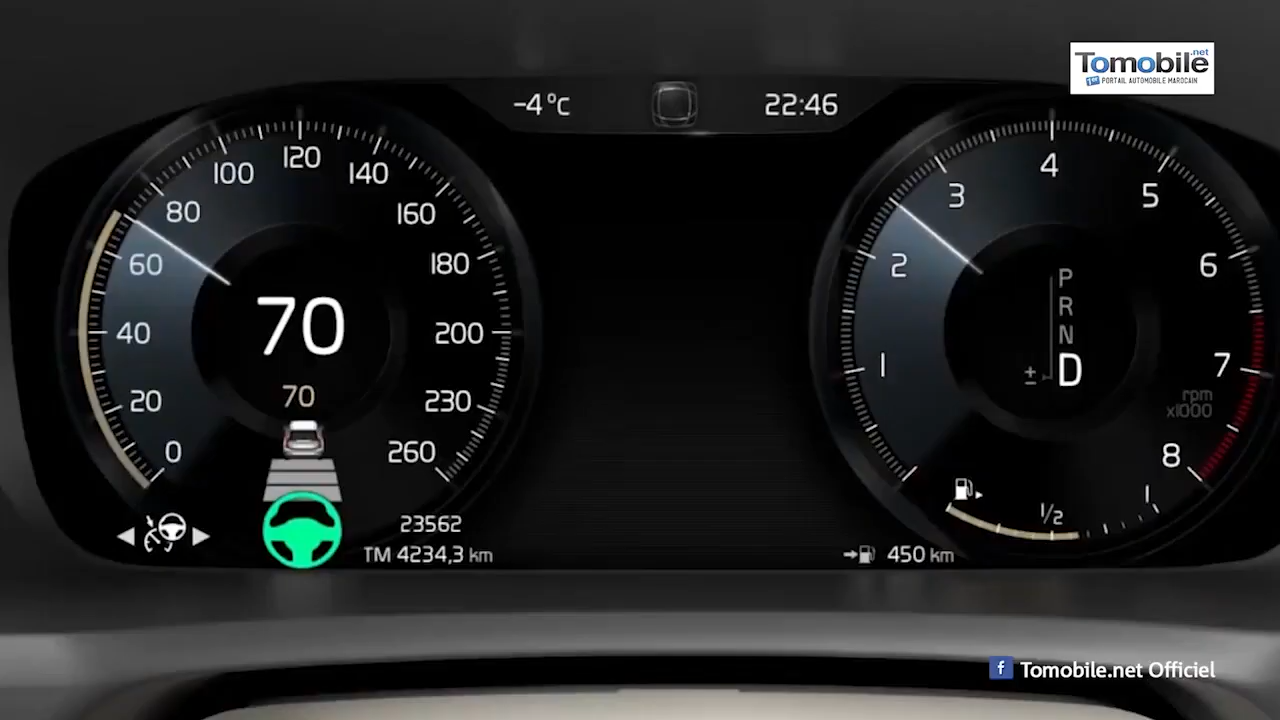 Tomobile.net
1er PORTAIL AUTOMOBILE MAROCAIN
-4°C
22:46
0
20
40
60
80
100
120
140
160
180
200
230
260
70
70
23562
TM 4234,3 km
1
2
3
4
5
6
7
8
P
R
N
D
±
rpm
x1000
1/2
1
450 km
f Tomobile.net Officiel